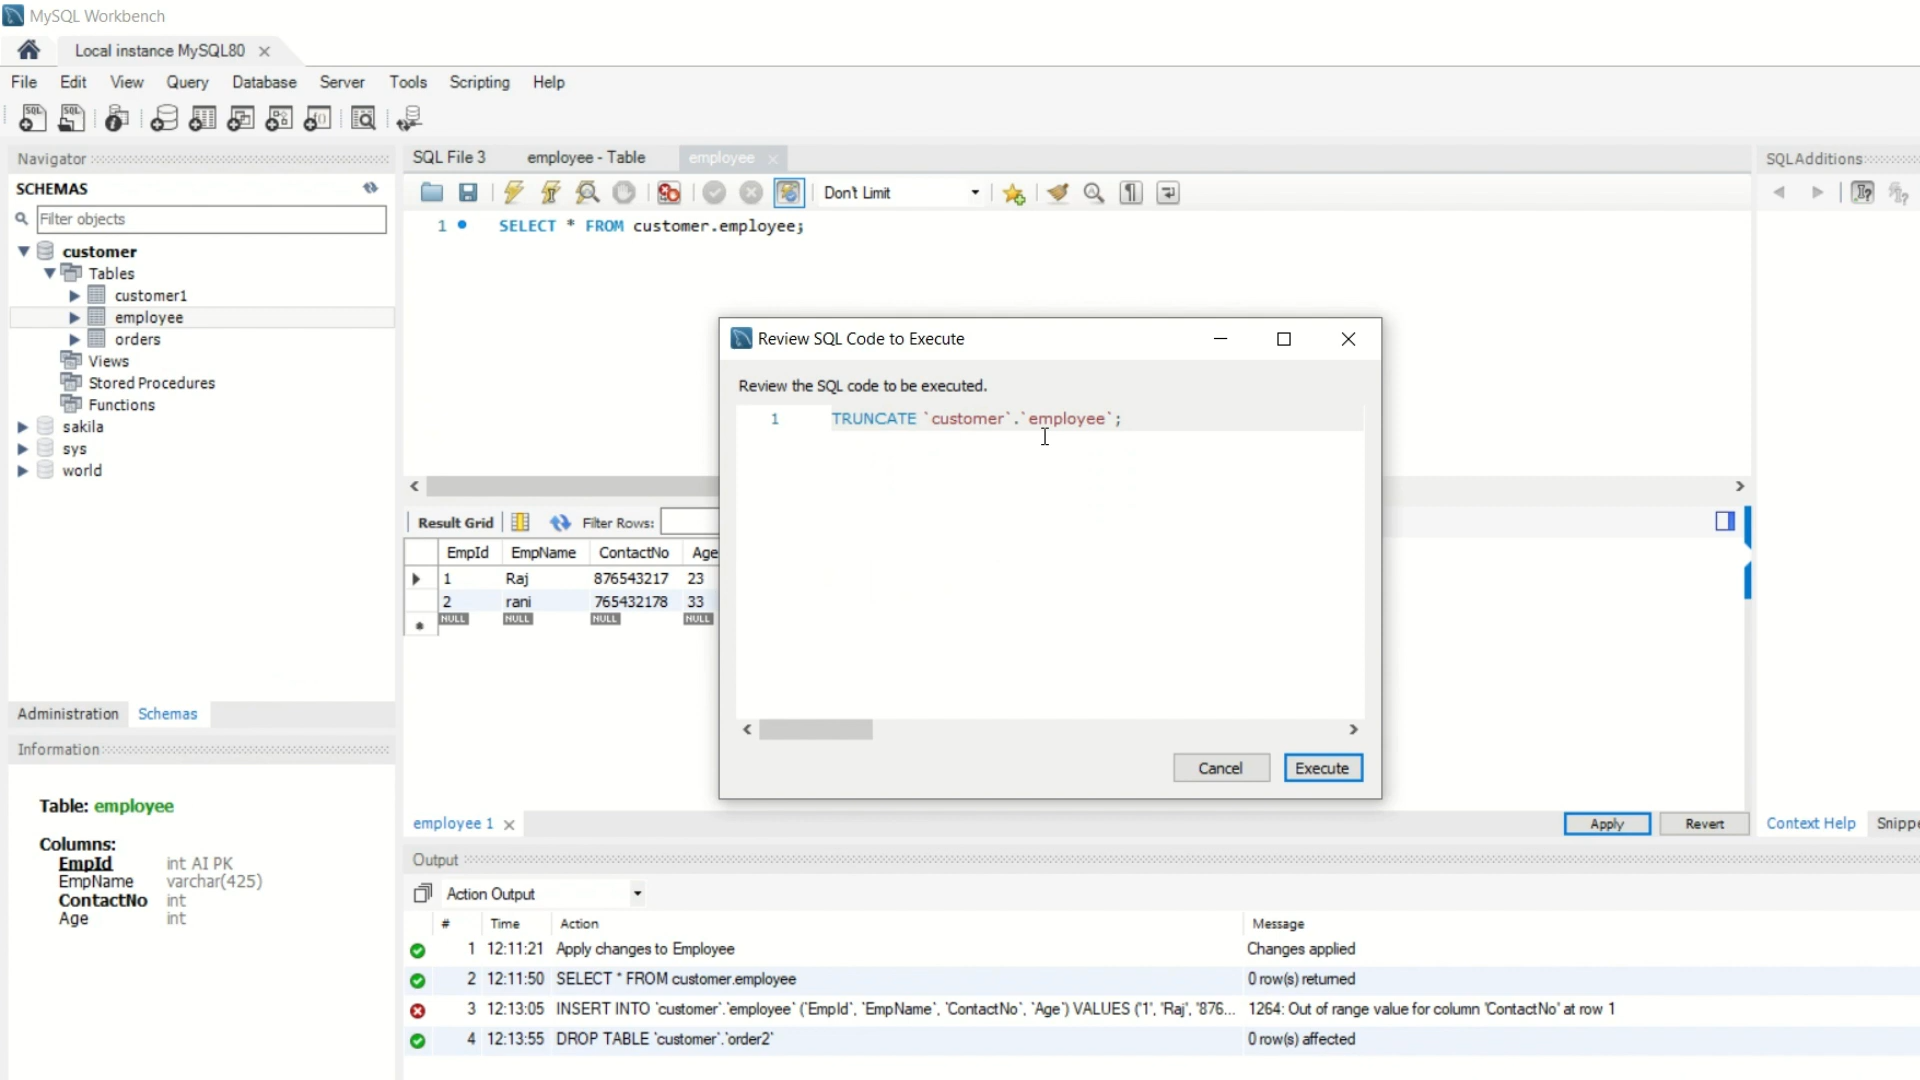 MySQL Workbench
Local instance MySQL80
File Edit View Query Database Server Tools Scripting Help
Navigator
SQL File 3 employee - Table employee
SQLAdditions
SCHEMAS
Filter objects
Don't Limit
1 SELECT * FROM customer.employee;
customer
Tables
customer1
employee
orders
Views
Stored Procedures
Functions
sakila
sys
world
Review SQL Code to Execute
Review the SQL code to be executed.
1 TRUNCATE `customer`.`employee`;
Cancel Execute
Result Grid Filter Rows:
EmpId EmpName ContactNo Age
1 Raj 876543217 23
2 rani 765432178 33
NULL NULL NULL NULL
Administration Schemas
Information
Table: employee
Columns:
EmpId int AI PK
EmpName varchar(425)
ContactNo int
Age int
employee 1 Apply Revert Context Help Snippe
Output
Action Output
# Time Action Message
1 12:11:21 Apply changes to Employee Changes applied
2 12:11:50 SELECT * FROM customer.employee 0 row(s) returned
3 12:13:05 INSERT INTO `customer`.`employee` (`EmpId`, `EmpName`, `ContactNo`, `Age`) VALUES ('1', 'Raj', '876... 1264: Out of range value for column 'ContactNo' at row 1
4 12:13:55 DROP TABLE `customer`.`order2` 0 row(s) affected